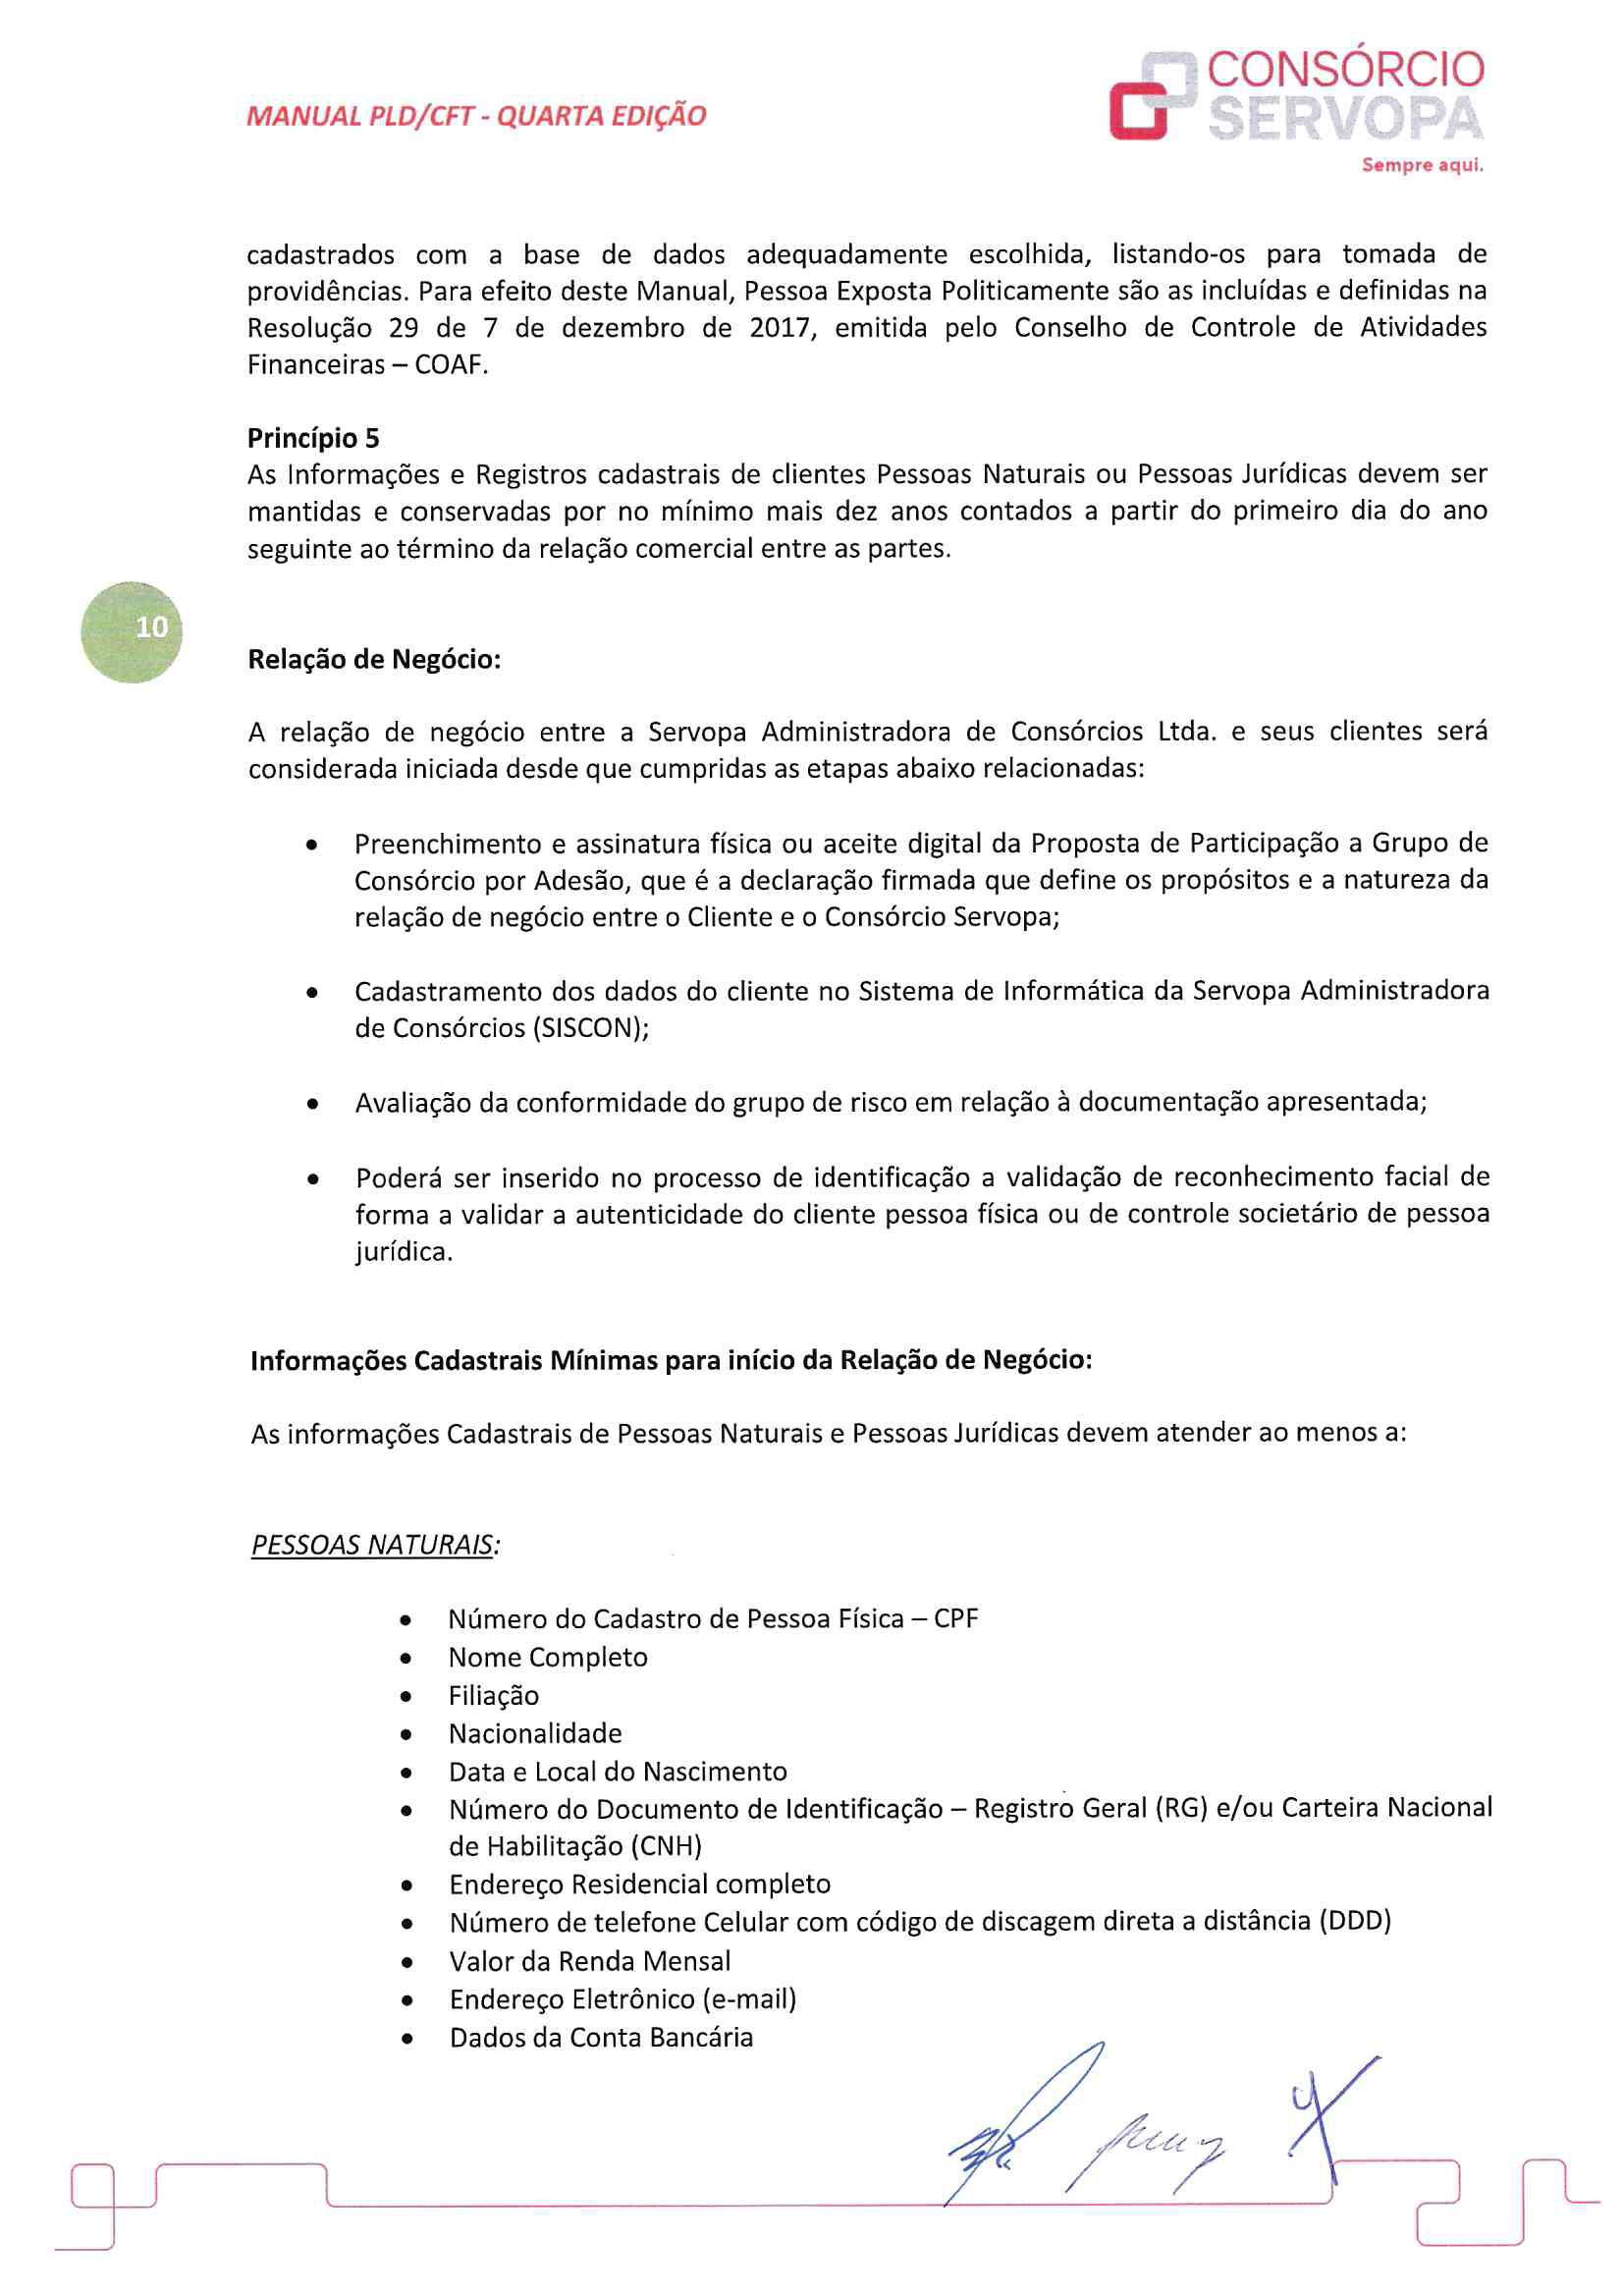 MANUAL PLD/CFT - QUARTA EDIÇÃO
CONSÓRCIO
SERVOPA
Sempre aqui.
cadastrados com a base de dados adequadamente escolhida, listando-os para tomada de
providências. Para efeito deste Manual, Pessoa Exposta Politicamente são as incluídas e definidas na
Resolução 29 de 7 de dezembro de 2017, emitida pelo Conselho de Controle de Atividades
Financeiras – COAF.
Princípio 5
As Informações e Registros cadastrais de clientes Pessoas Naturais ou Pessoas Jurídicas devem ser
mantidas e conservadas por no mínimo mais dez anos contados a partir do primeiro dia do ano
seguinte ao término da relação comercial entre as partes.
10
Relação de Negócio:
A relação de negócio entre a Servopa Administradora de Consórcios Ltda. e seus clientes será
considerada iniciada desde que cumpridas as etapas abaixo relacionadas:
• Preenchimento e assinatura física ou aceite digital da Proposta de Participação a Grupo de
Consórcio por Adesão, que é a declaração firmada que define os propósitos e a natureza da
relação de negócio entre o Cliente e o Consórcio Servopa;
• Cadastramento dos dados do cliente no Sistema de Informática da Servopa Administradora
de Consórcios (SISCON);
• Avaliação da conformidade do grupo de risco em relação à documentação apresentada;
• Poderá ser inserido no processo de identificação a validação de reconhecimento facial de
forma a validar a autenticidade do cliente pessoa física ou de controle societário de pessoa
jurídica.
Informações Cadastrais Mínimas para início da Relação de Negócio:
As informações Cadastrais de Pessoas Naturais e Pessoas Jurídicas devem atender ao menos a:
PESSOAS NATURAIS:
• Número do Cadastro de Pessoa Física – CPF
• Nome Completo
• Filiação
• Nacionalidade
• Data e Local do Nascimento
• Número do Documento de Identificação – Registro Geral (RG) e/ou Carteira Nacional
de Habilitação (CNH)
• Endereço Residencial completo
• Número de telefone Celular com código de discagem direta a distância (DDD)
• Valor da Renda Mensal
• Endereço Eletrônico (e-mail)
• Dados da Conta Bancária